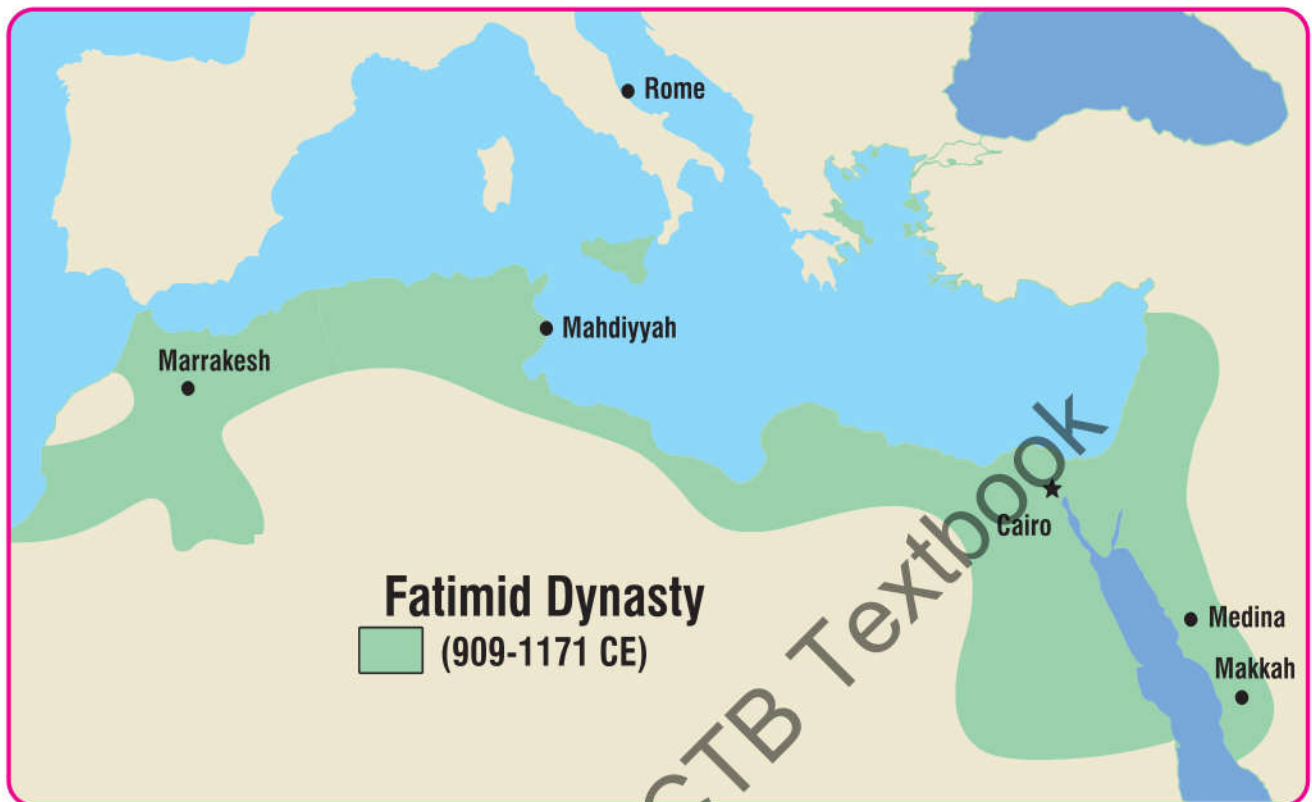 Rome
Mahdiyyah
Marrakesh
Cairo
Fatimid Dynasty
(909-1171 CE)
Medina
Makkah
CTB Textbook